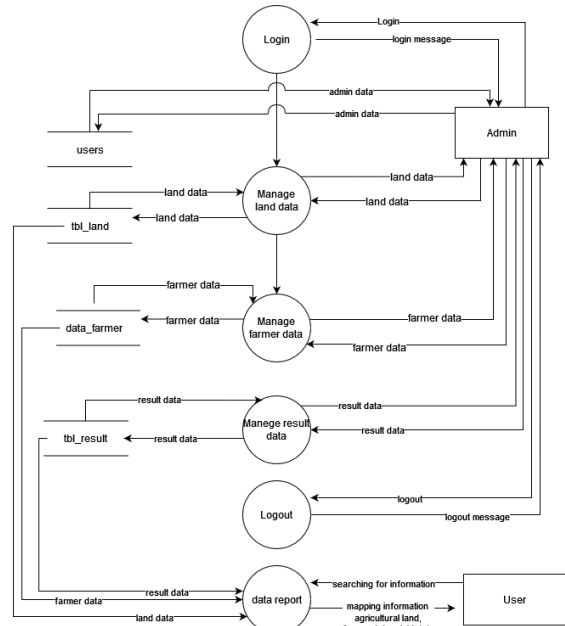 Login
Login
login message
admin data
admin data
Admin
users
land data
Manage
land data
land data
land data
land data
tbl_land
farmer data
data_farmer
farmer data
Manage
farmer data
farmer data
farmer data
result data
Manege result
data
result data
result data
result data
tbl_result
logout
Logout
logout message
searching for information
result data
farmer data
data report
User
mapping information
agricultural land,
land data